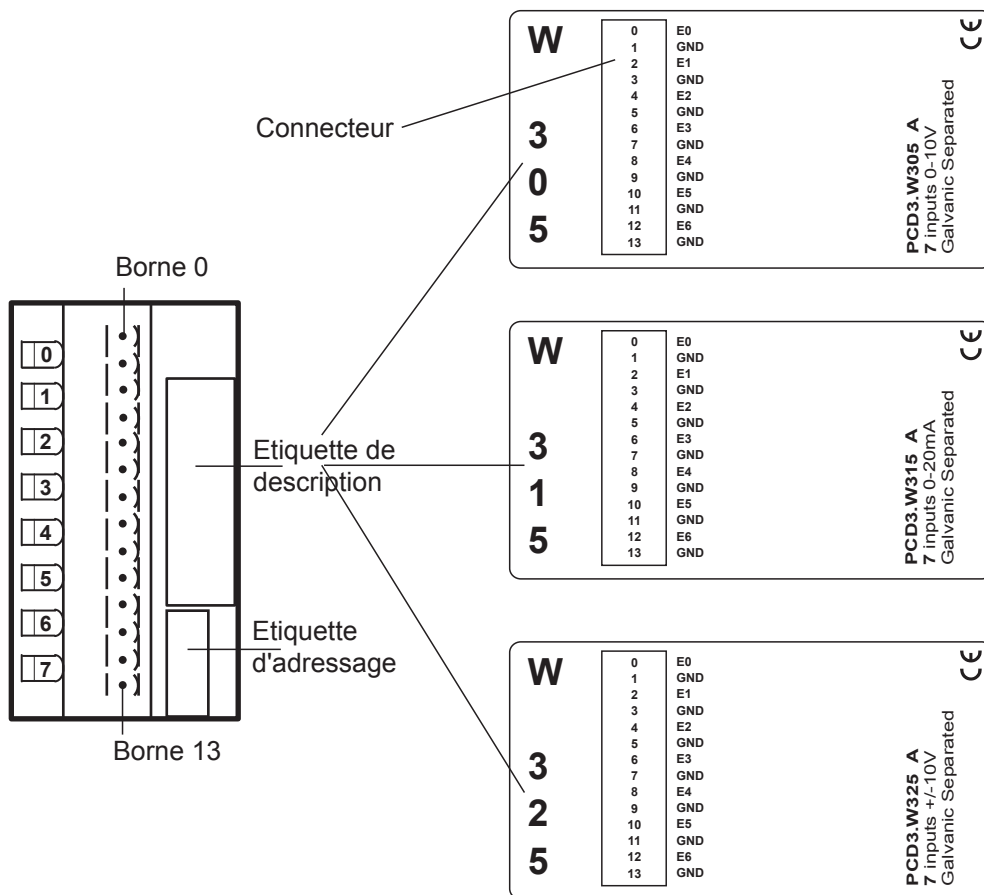 Connecteur
Borne 0
0
1
2
3
4
5
6
7
Borne 13
Etiquette de
description
Etiquette
d'adressage
W
3
0
5
0 E0
1 GND
2 E1
3 GND
4 E2
5 GND
6 E3
7 GND
8 E4
9 GND
10 E5
11 GND
12 E6
13 GND
PCD3.W305 A
7 inputs 0-10V
Galvanic Separated
CE
W
3
1
5
0 E0
1 GND
2 E1
3 GND
4 E2
5 GND
6 E3
7 GND
8 E4
9 GND
10 E5
11 GND
12 E6
13 GND
PCD3.W315 A
7 inputs 0-20mA
Galvanic Separated
CE
W
3
2
5
0 E0
1 GND
2 E1
3 GND
4 E2
5 GND
6 E3
7 GND
8 E4
9 GND
10 E5
11 GND
12 E6
13 GND
PCD3.W325 A
7 inputs +/-10V
Galvanic Separated
CE